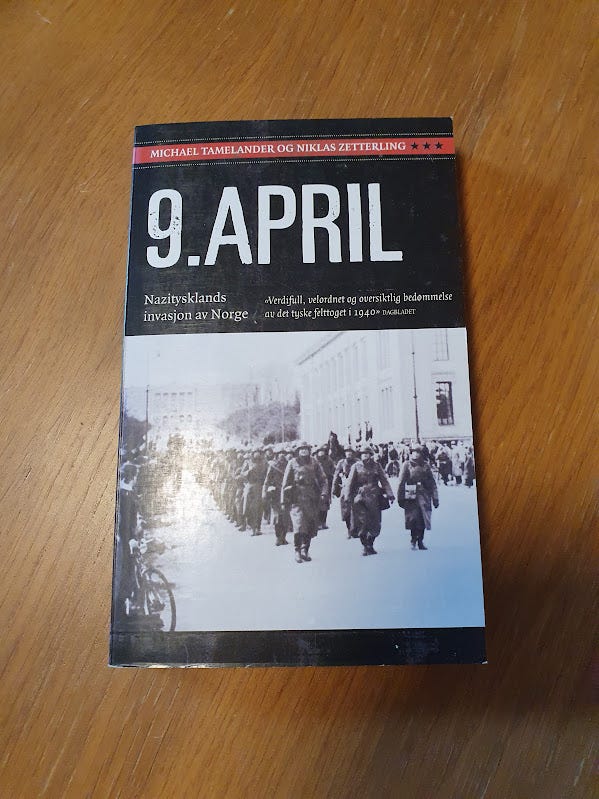 MICHAEL TAMELANDER OG NIKLAS ZETTERLING ★★★
9.APRIL
Nazitysklands
invasjon av Norge
«Verdifull, velordnet og oversiktlig bedømmelse
av det tyske felttoget i 1940» DAGBLADET